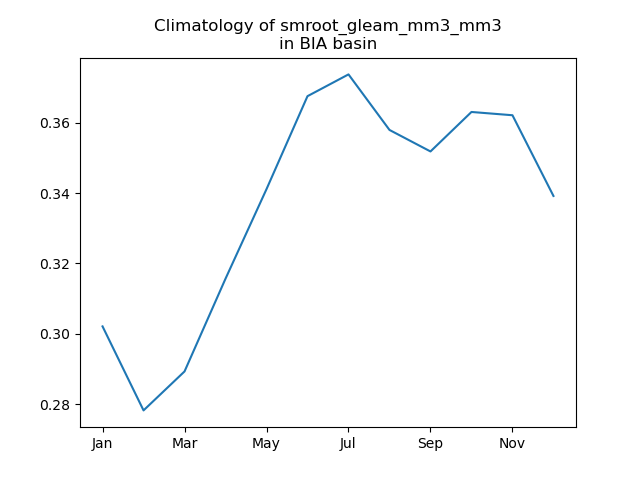 Climatology of smroot_gleam_mm3_mm3
in BIA basin
0.36
0.34
0.32
0.30
0.28
Jan Mar May Jul Sep Nov